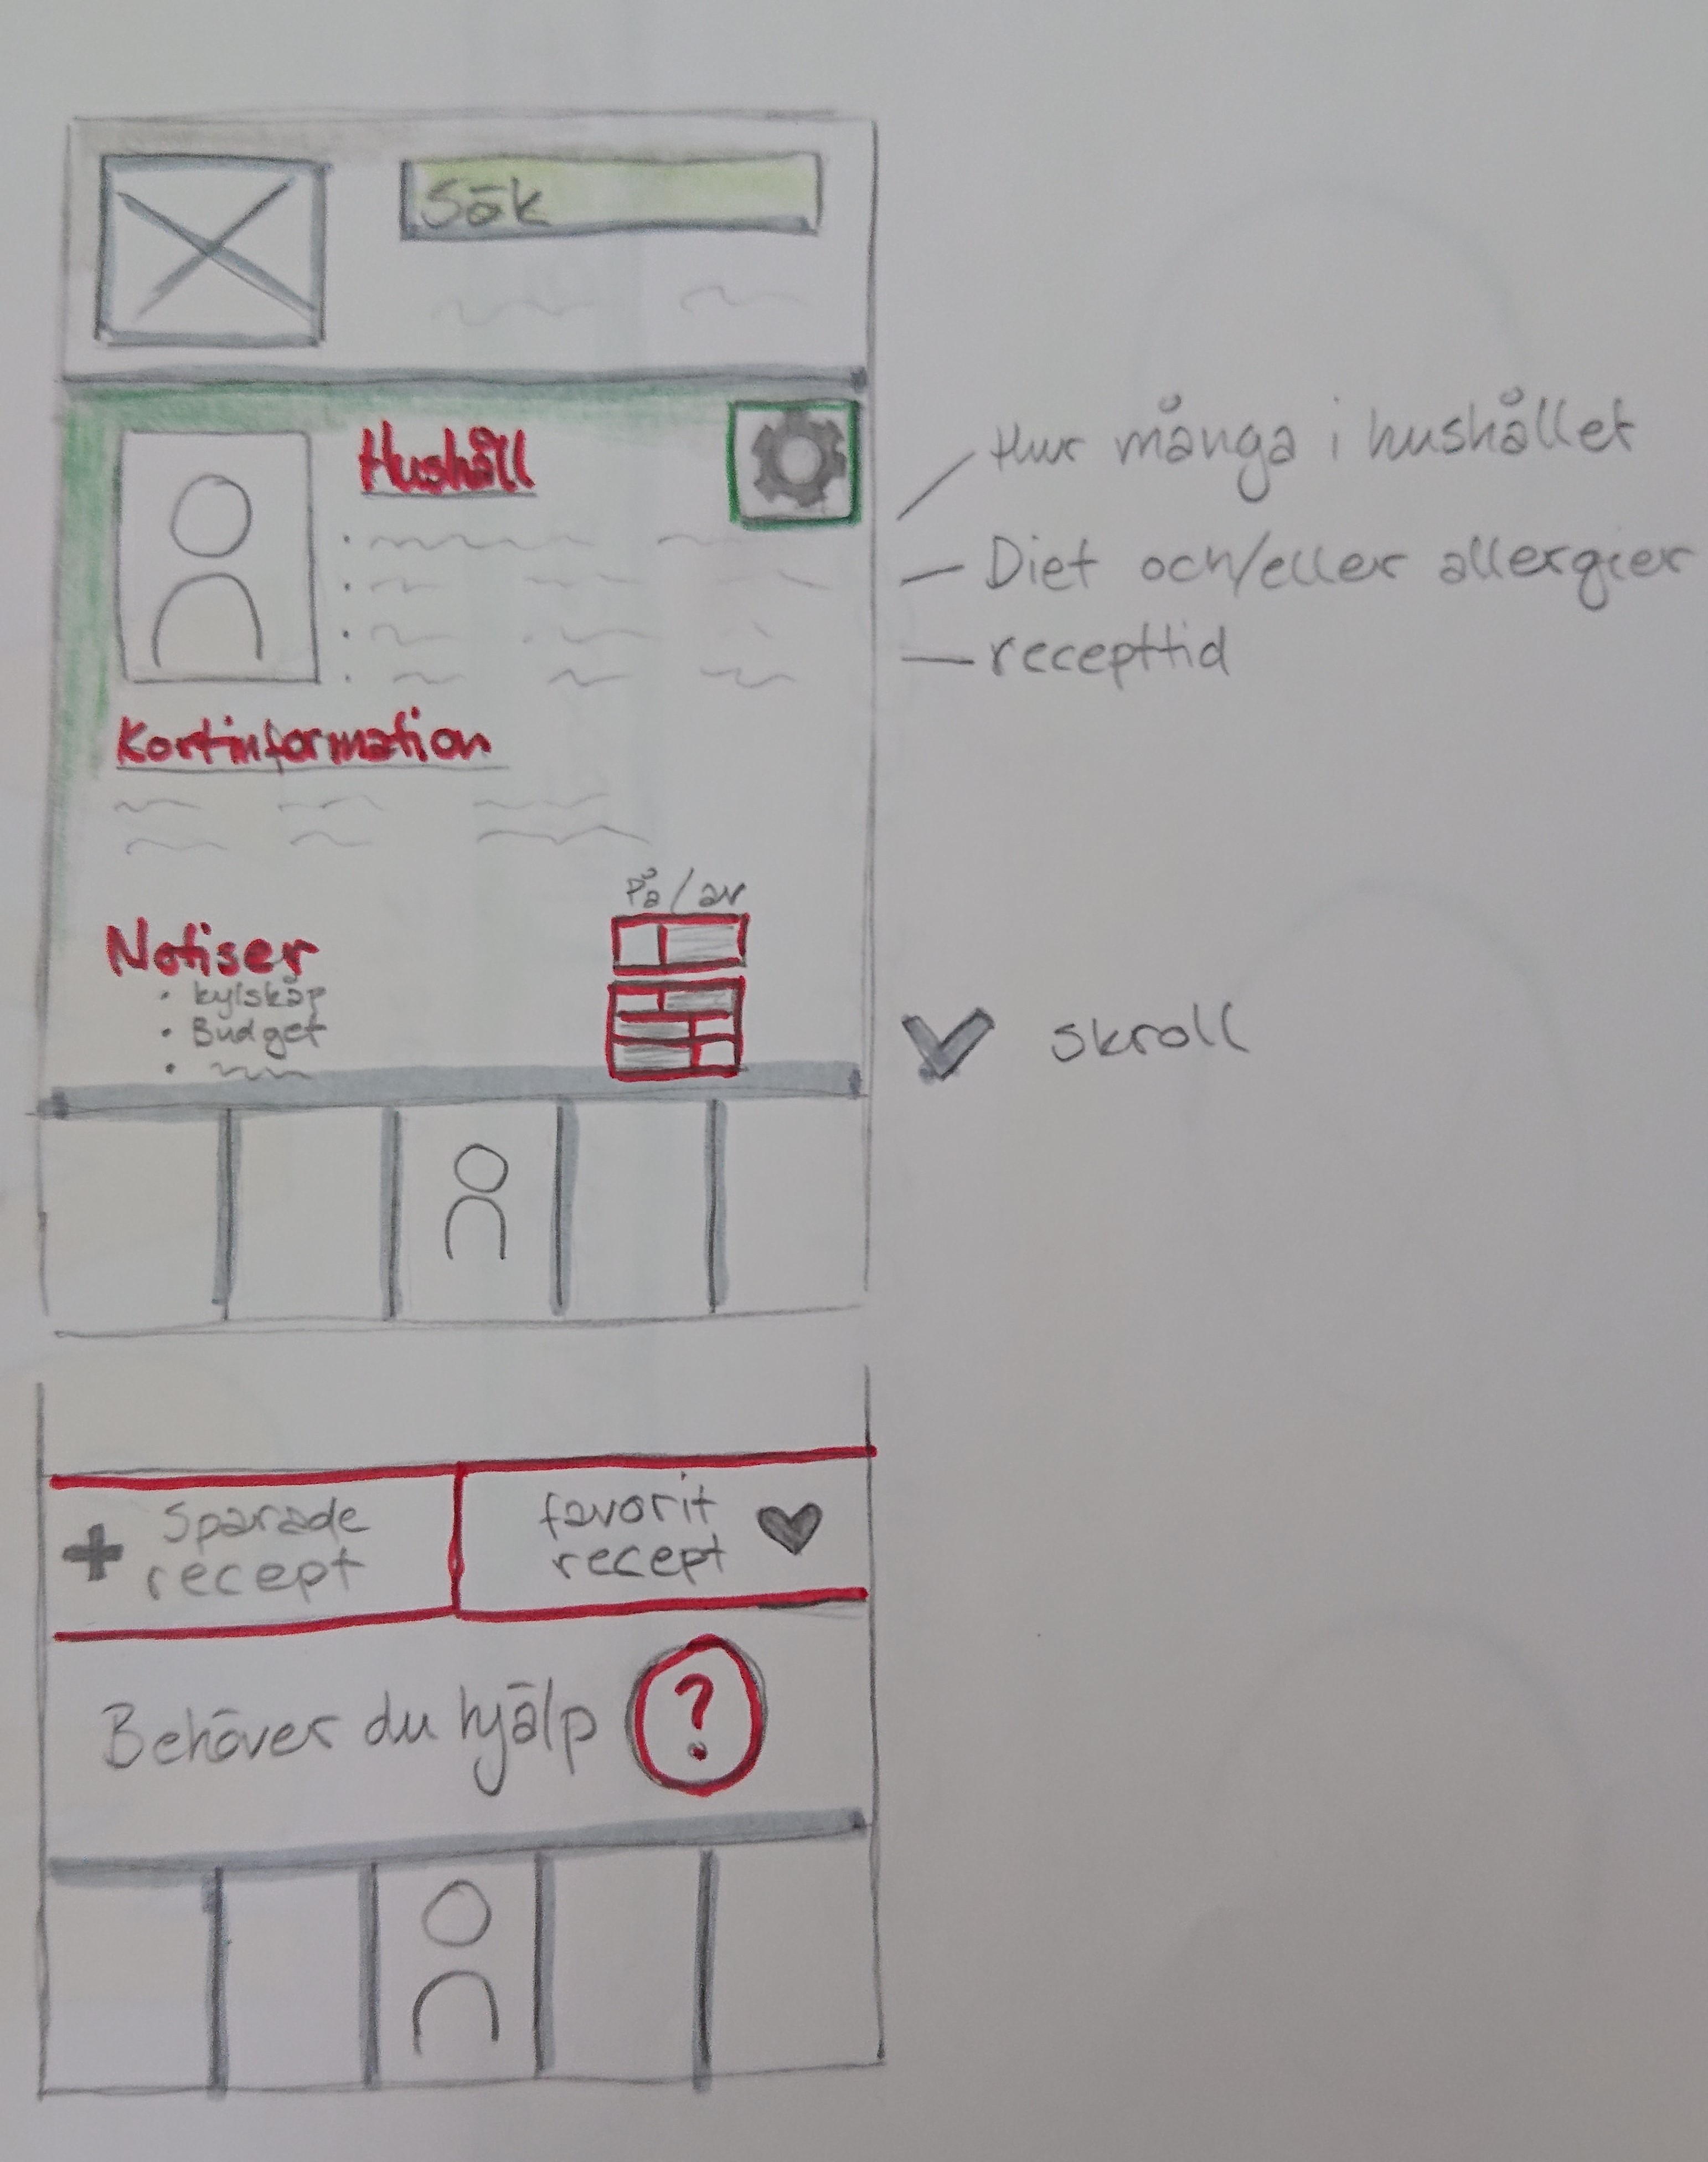 Sök
Hushåll
Hur många i hushållet
Diet och/eller allergier
recepttid
Kortinformation
På/av
Notiser
• kylskåp
• Budget
skroll
Sparade
recept
favorit
recept
Behöver du hjälp ?